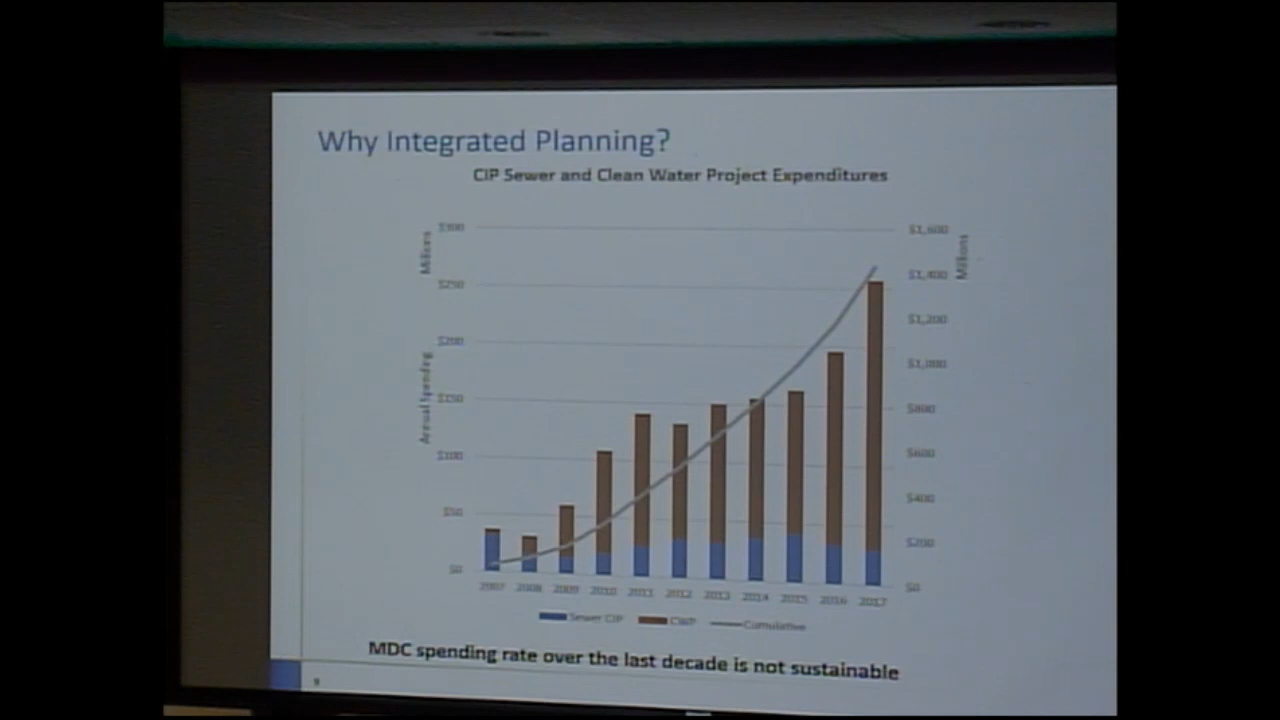 Why Integrated Planning?
CIP Sewer and Clean Water Project Expenditures
Millions
$300
$250
$200
$150
$100
$50
$0
Annual Spending
$1,600
$1,400
$1,200
$1,000
$800
$600
$400
$200
$0
Millions
2007 2008 2009 2010 2011 2012 2013 2014 2015 2016 2017
Sewer CIP CWP Cumulative
MDC spending rate over the last decade is not sustainable
9